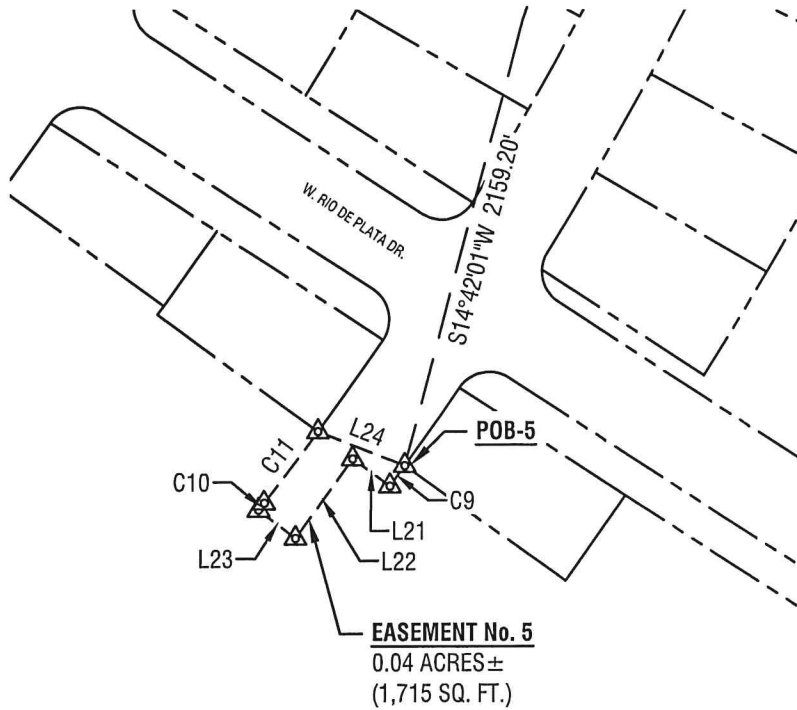 W. RIO DE PLATA DR.
S14°42'01"W 2159.20'
POB-5
L24
C11
C10
C9
L21
L23
L22
EASEMENT No. 5
0.04 ACRES±
(1,715 SQ. FT.)